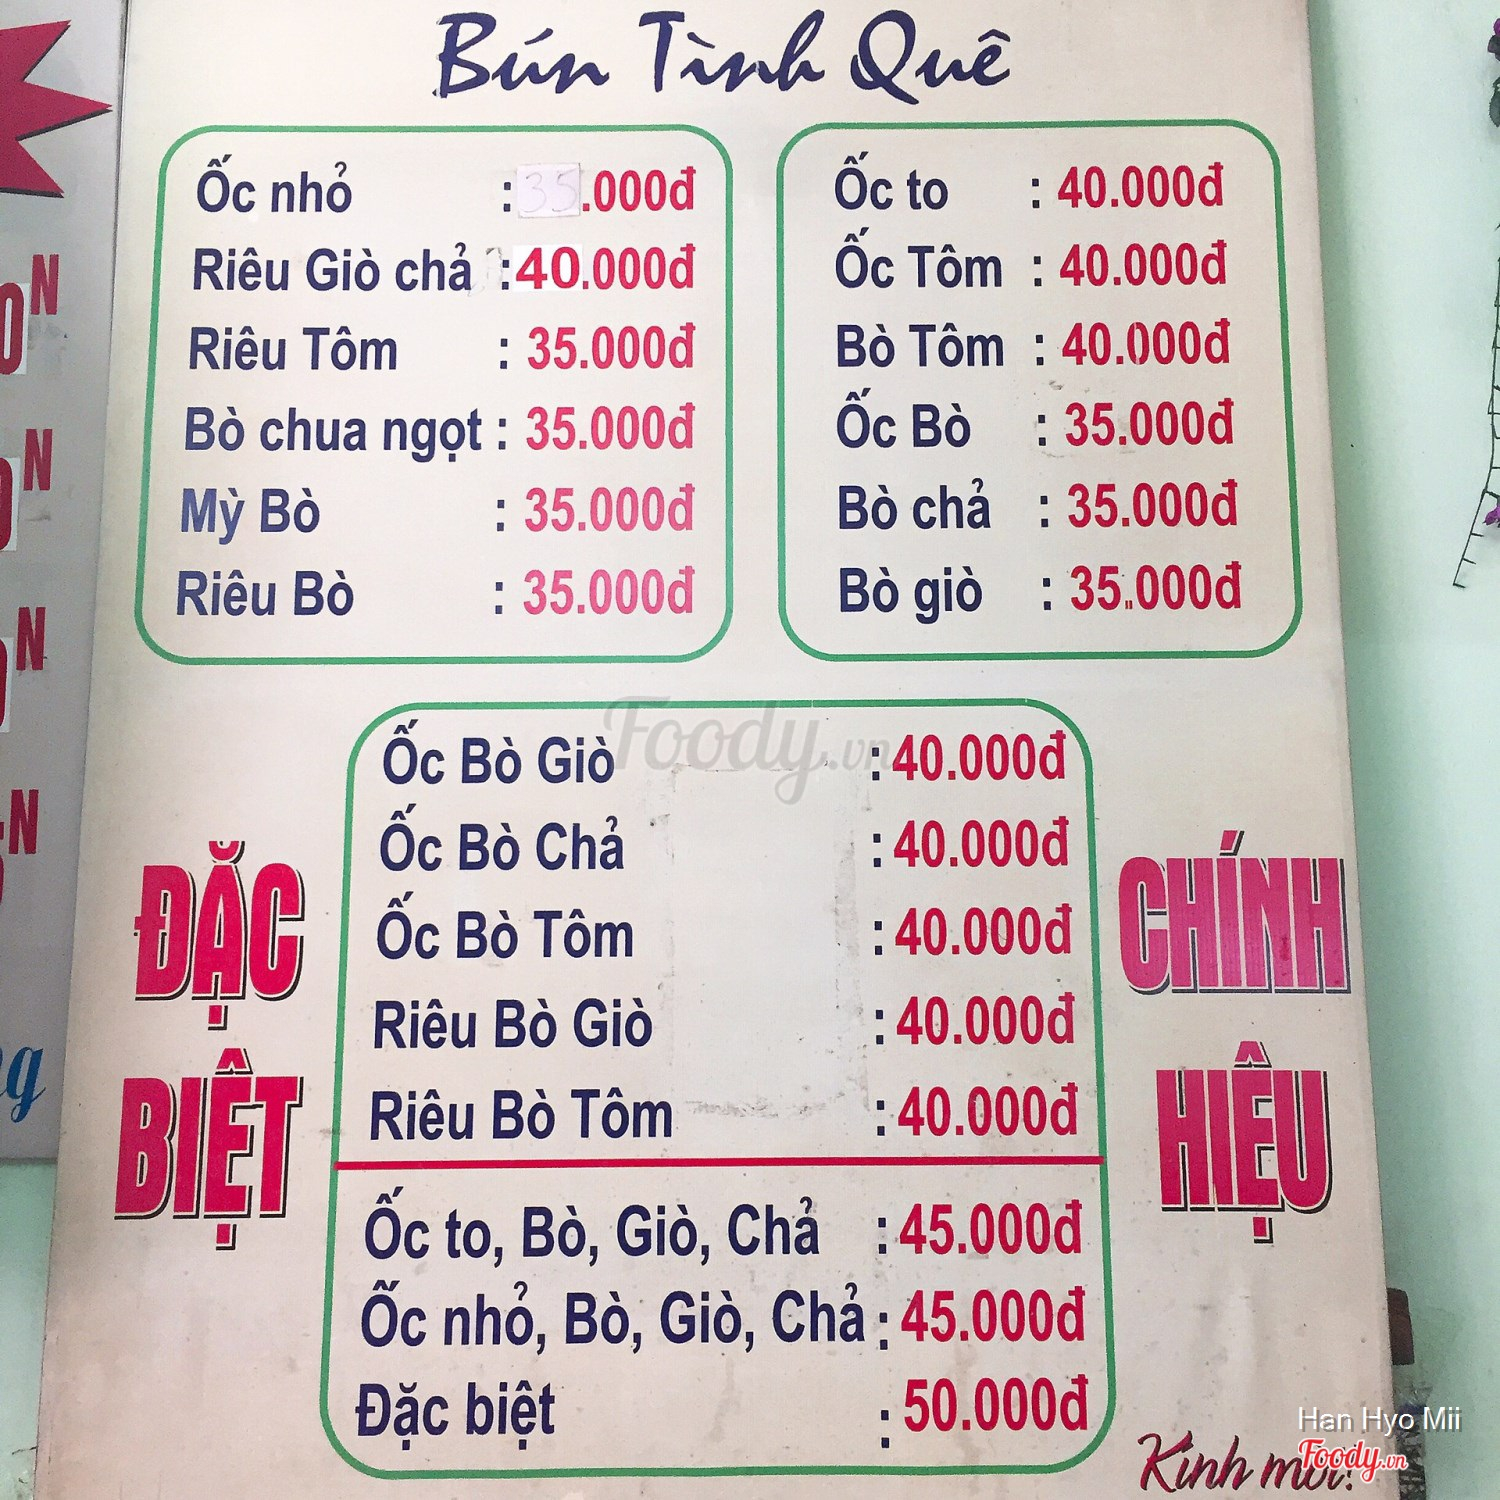 Bún Tình Quê
Ốc nhỏ : 35.000đ
Riêu Giò chả : 40.000đ
Riêu Tôm : 35.000đ
Bò chua ngọt : 35.000đ
Mỳ Bò : 35.000đ
Riêu Bò : 35.000đ
Ốc to : 40.000đ
Ốc Tôm : 40.000đ
Bò Tôm : 40.000đ
Ốc Bò : 35.000đ
Bò chả : 35.000đ
Bò giò : 35.000đ
ĐẶC
BIỆT
Ốc Bò Giò : 40.000đ
Ốc Bò Chả : 40.000đ
Ốc Bò Tôm : 40.000đ
Riêu Bò Giò : 40.000đ
Riêu Bò Tôm : 40.000đ
Ốc to, Bò, Giò, Chả : 45.000đ
Ốc nhỏ, Bò, Giò, Chả : 45.000đ
Đặc biệt : 50.000đ
CHÍNH
HIỆU
Kính mời!
Foody.vn
Han Hyo Mii
Foody.vn